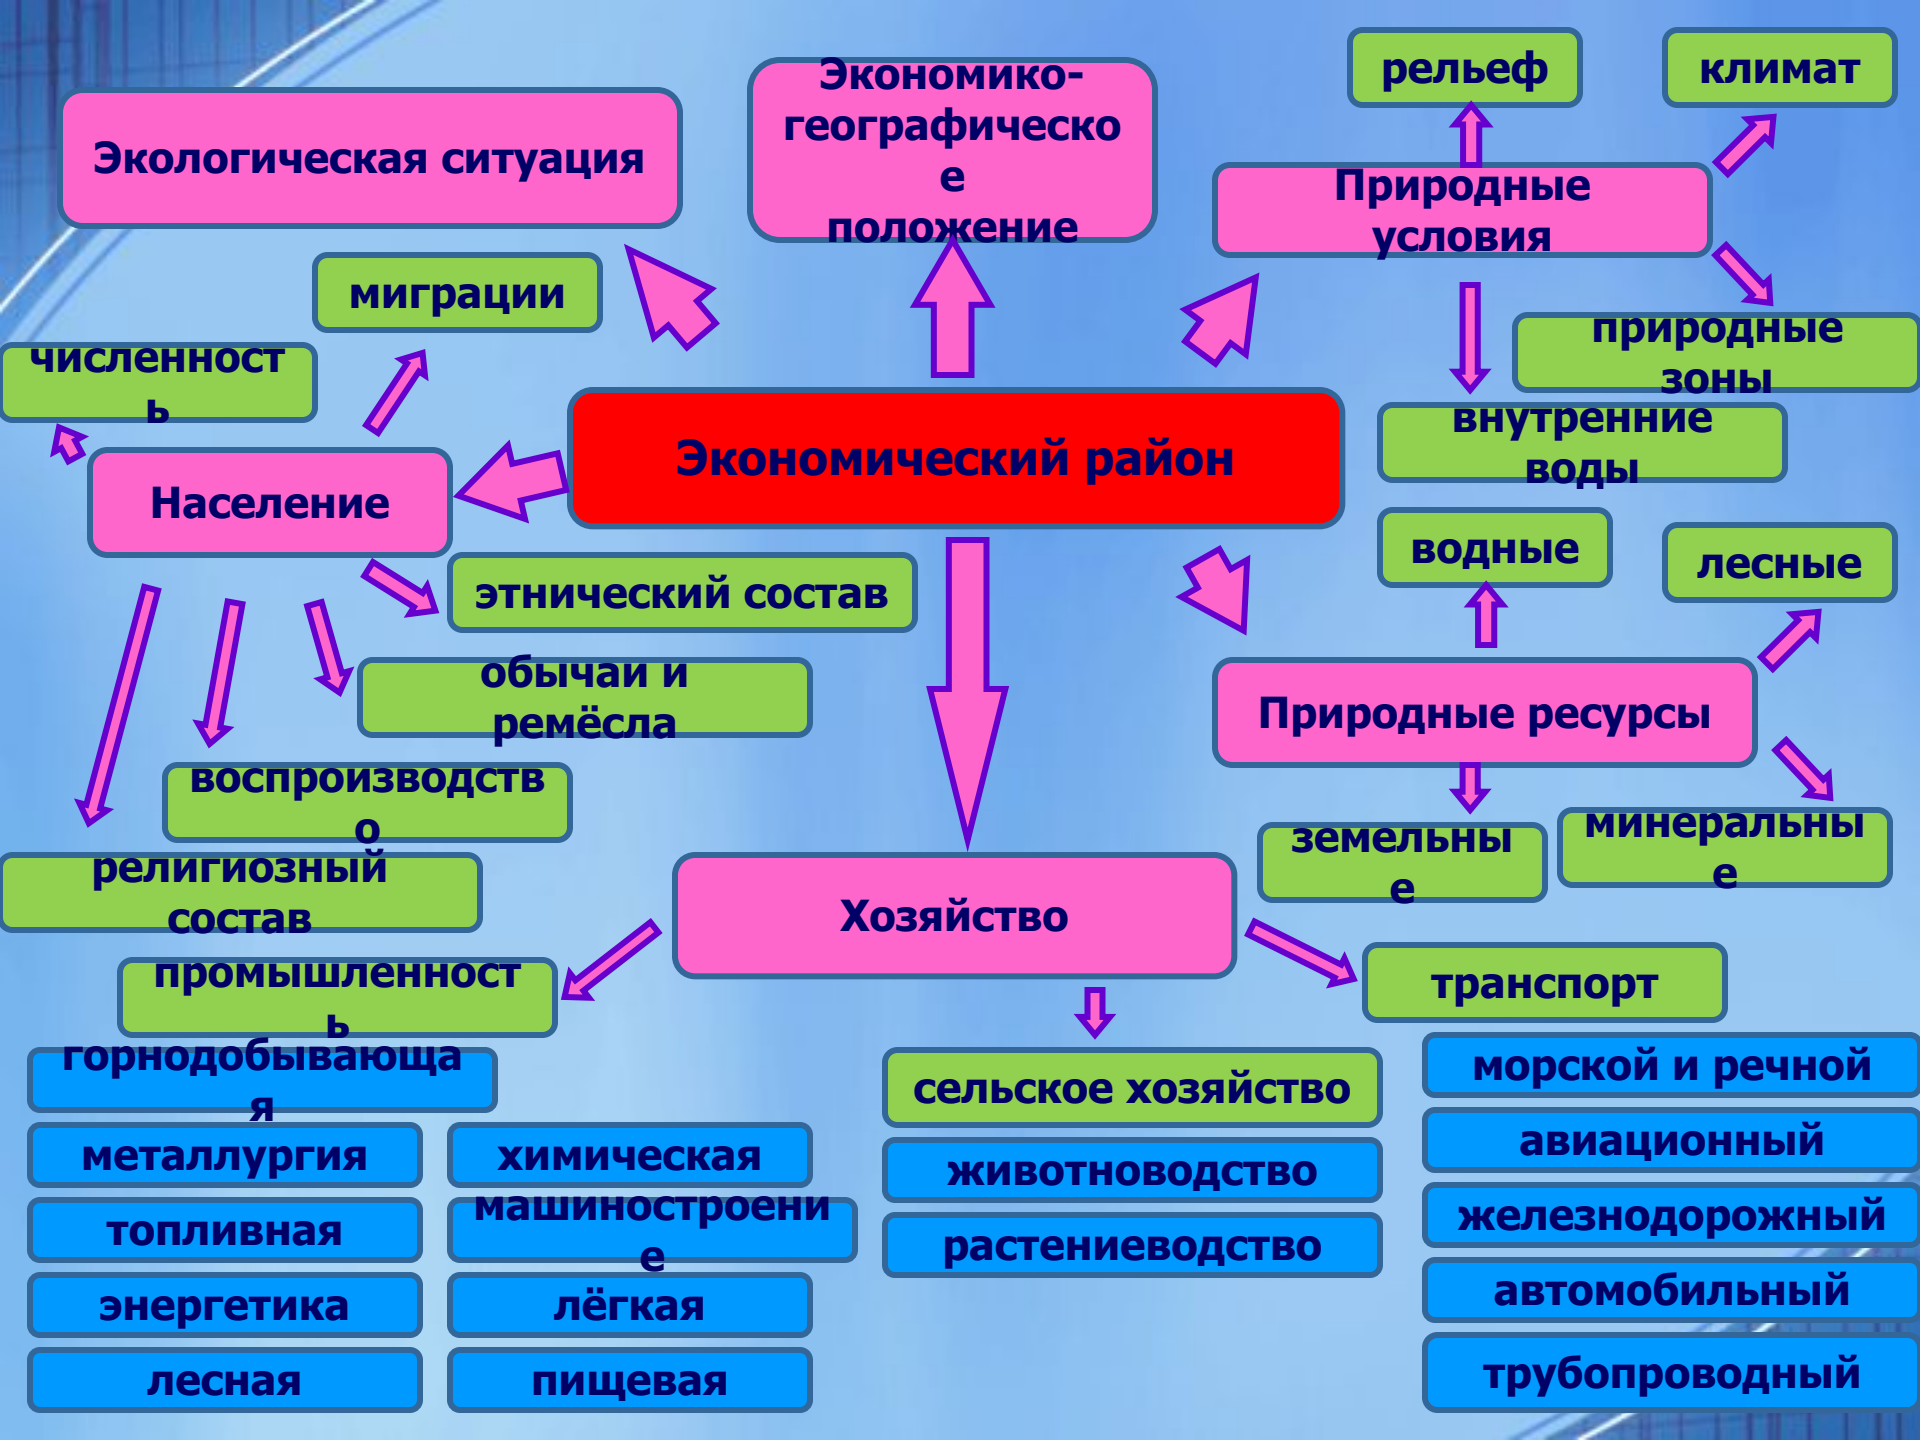 рельеф
климат
Экономико-
географическо
е
положение
Экологическая ситуация
Природные
условия
миграции
численност
ь
природные
зоны
внутренние
воды
Экономический район
Население
водные
лесные
этнический состав
обычаи и
ремёсла
Природные ресурсы
воспроизводств
о
земельны
е
минеральны
е
религиозный
состав
Хозяйство
промышленност
ь
транспорт
горнодобывающа
я
сельское хозяйство
морской и речной
металлургия
химическая
животноводство
авиационный
топливная
машиностроени
е
растениеводство
железнодорожный
энергетика
лёгкая
автомобильный
лесная
пищевая
трубопроводный